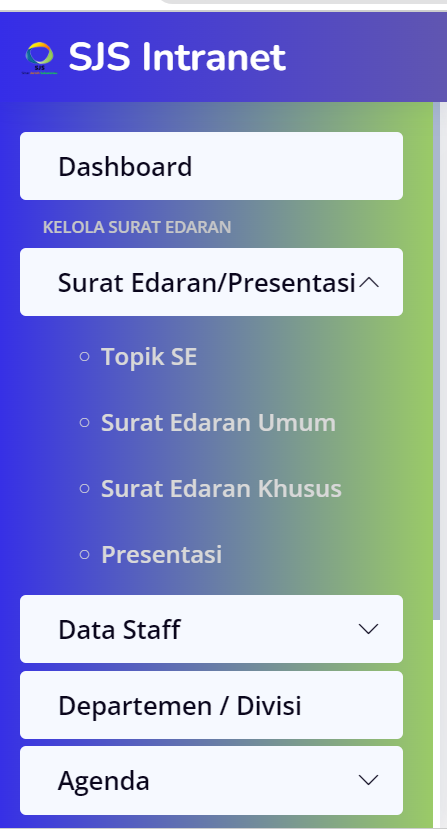 SJS Intranet
Dashboard
KELOLA SURAT EDARAN
Surat Edaran/Presentasi
Topik SE
Surat Edaran Umum
Surat Edaran Khusus
Presentasi
Data Staff
Departemen / Divisi
Agenda